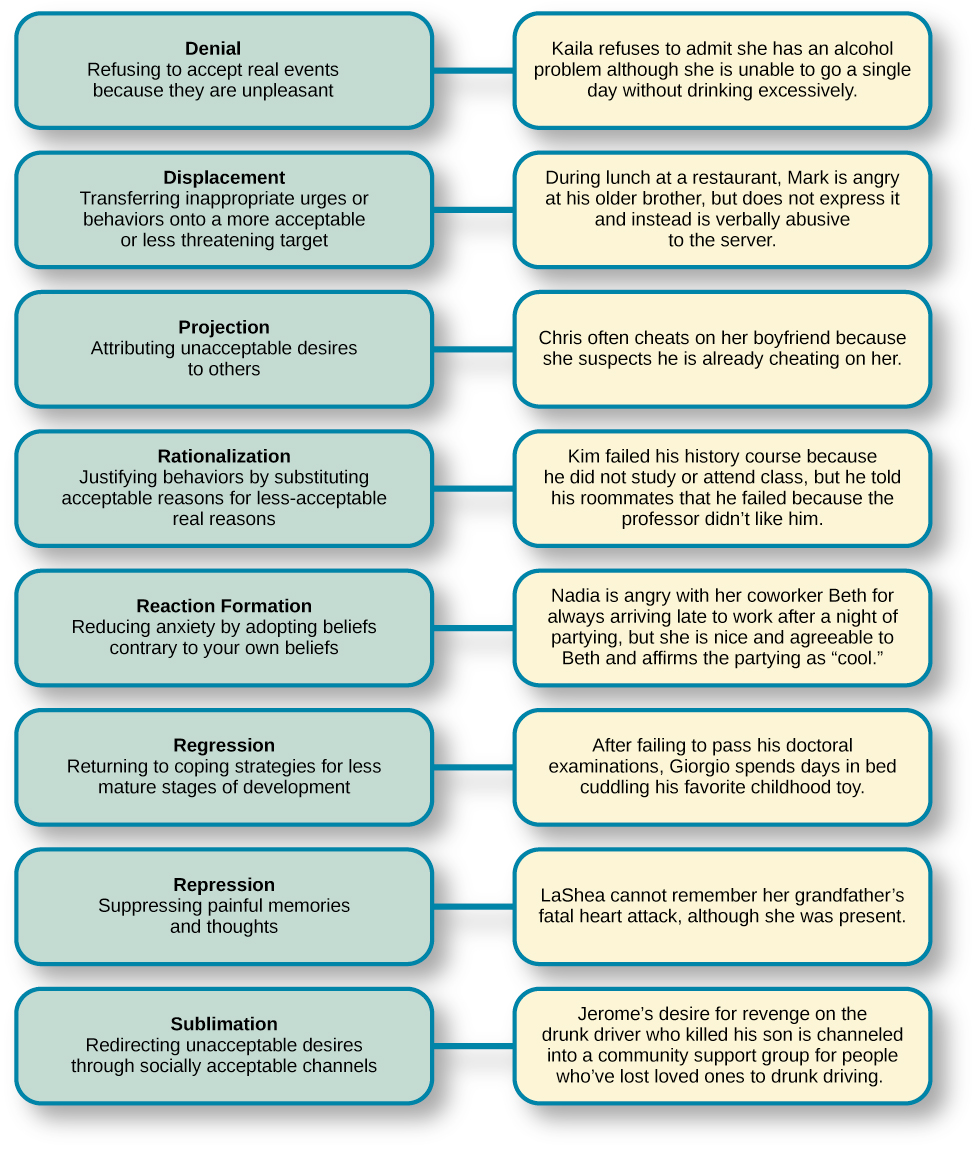 Denial
Refusing to accept real events
because they are unpleasant
Kaila refuses to admit she has an alcohol
problem although she is unable to go a single
day without drinking excessively.
Displacement
Transferring inappropriate urges or
behaviors onto a more acceptable
or less threatening target
During lunch at a restaurant, Mark is angry
at his older brother, but does not express it
and instead is verbally abusive
to the server.
Projection
Attributing unacceptable desires
to others
Chris often cheats on her boyfriend because
she suspects he is already cheating on her.
Rationalization
Justifying behaviors by substituting
acceptable reasons for less-acceptable
real reasons
Kim failed his history course because
he did not study or attend class, but he told
his roommates that he failed because the
professor didn’t like him.
Reaction Formation
Reducing anxiety by adopting beliefs
contrary to your own beliefs
Nadia is angry with her coworker Beth for
always arriving late to work after a night of
partying, but she is nice and agreeable to
Beth and affirms the partying as “cool.”
Regression
Returning to coping strategies for less
mature stages of development
After failing to pass his doctoral
examinations, Giorgio spends days in bed
cuddling his favorite childhood toy.
Repression
Suppressing painful memories
and thoughts
LaShea cannot remember her grandfather’s
fatal heart attack, although she was present.
Sublimation
Redirecting unacceptable desires
through socially acceptable channels
Jerome’s desire for revenge on the
drunk driver who killed his son is channeled
into a community support group for people
who’ve lost loved ones to drunk driving.